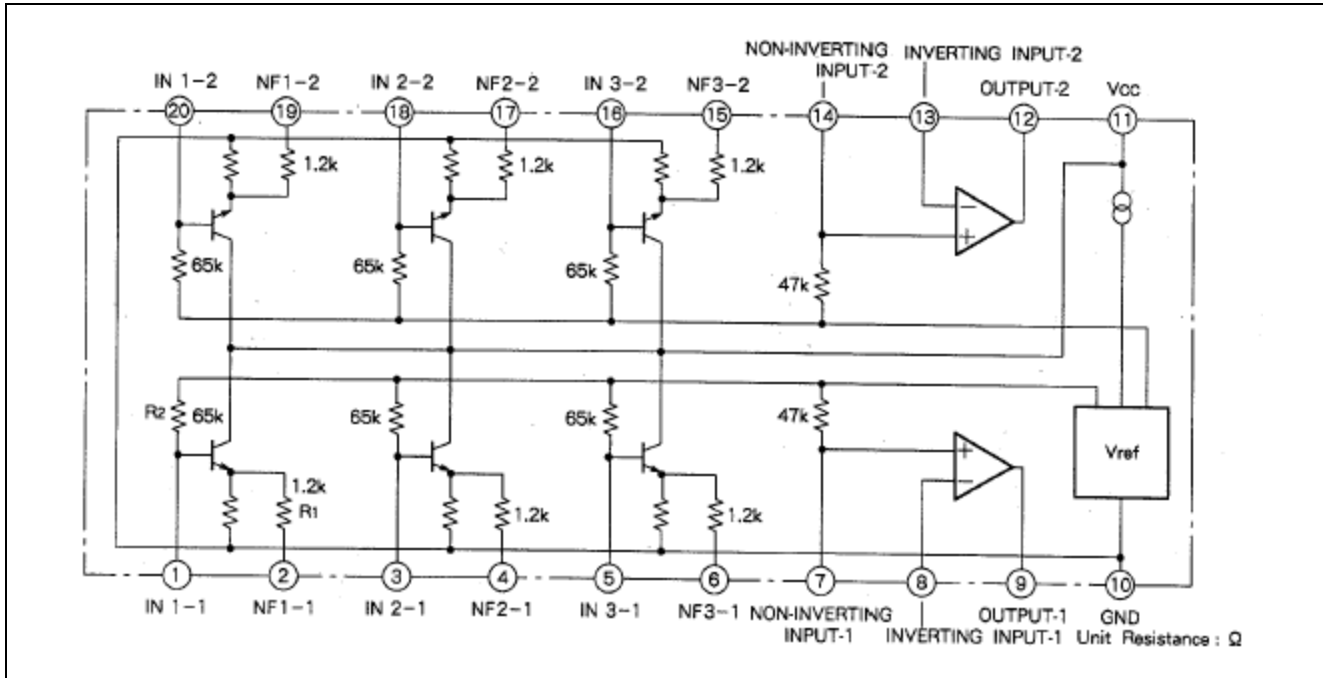 NON-INVERTING INPUT-2
INVERTING INPUT-2
IN 1-2
NF1-2
IN 2-2
NF2-2
IN 3-2
NF3-2
OUTPUT-2
Vcc
20
19
18
17
16
15
14
13
12
11
1.2k
1.2k
1.2k
−
+
65k
65k
65k
47k
R2
65k
65k
65k
47k
+
−
Vref
1.2k
R1
1.2k
1.2k
1
2
3
4
5
6
7
8
9
10
IN 1-1
NF1-1
IN 2-1
NF2-1
IN 3-1
NF3-1
NON-INVERTING INPUT-1
INVERTING INPUT-1
OUTPUT-1
GND
Unit Resistance : Ω